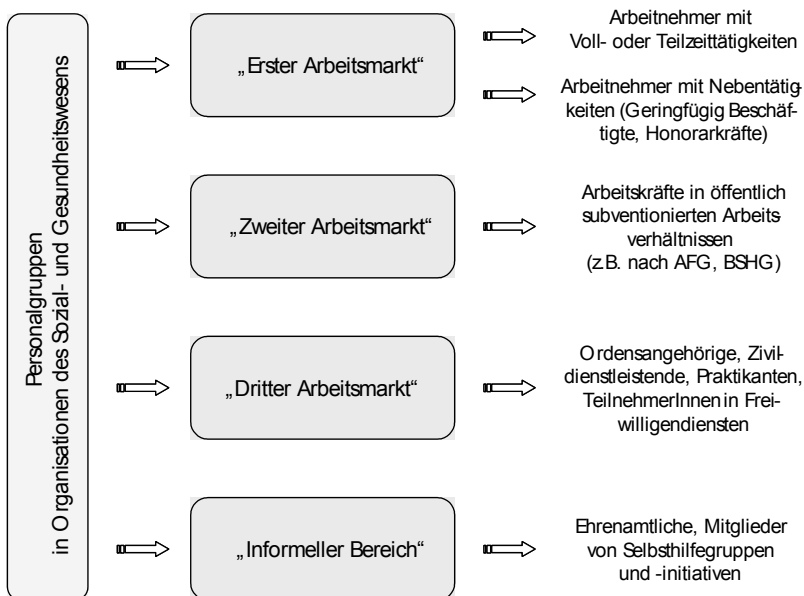 Personalgruppen
in Organisationen des Sozial- und Gesundheitswesens
„Erster Arbeitsmarkt“
Arbeitnehmer mit
Voll- oder Teilzeittätigkeiten
Arbeitnehmer mit Nebentätig-
keiten (Geringfügig Beschäf-
tigte, Honorarkräfte)
„Zweiter Arbeitsmarkt“
Arbeitskräfte in öffentlich
subventionierten Arbeits-
verhältnissen
(z.B. nach AFG, BSHG)
„Dritter Arbeitsmarkt“
Ordensangehörige, Zivil-
dienstleistende, Praktikanten,
TeilnehmerInnen in Frei-
willigendiensten
„Informeller Bereich“
Ehrenamtliche, Mitglieder
von Selbsthilfegruppen
und -initiativen